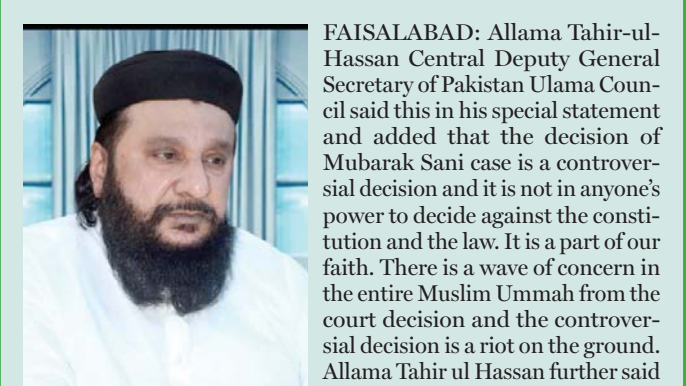 FAISALABAD: Allama Tahir-ul-
Hassan Central Deputy General
Secretary of Pakistan Ulama Coun-
cil said this in his special statement
and added that the decision of
Mubarak Sani case is a controver-
sial decision and it is not in anyone’s
power to decide against the consti-
tution and the law. It is a part of our
faith. There is a wave of concern in
the entire Muslim Ummah from the
court decision and the controver-
sial decision is a riot on the ground.
Allama Tahir ul Hassan further said